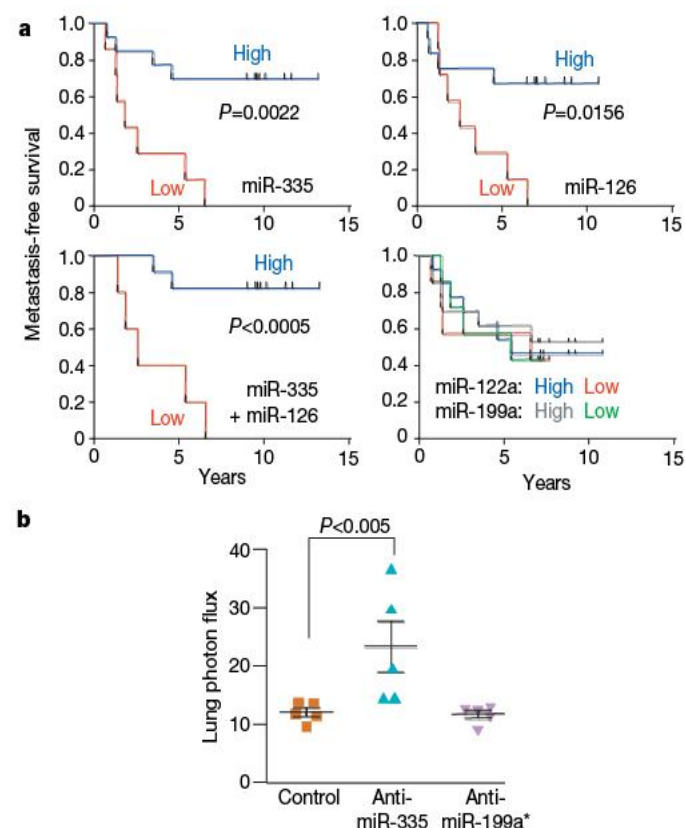 a
Metastasis-free survival
1.0
0.8
0.6
0.4
0.2
0
High
P=0.0022
Low
miR-335
0 5 10 15
1.0
0.8
0.6
0.4
0.2
0
High
P=0.0156
Low
miR-126
0 5 10 15
1.0
0.8
0.6
0.4
0.2
0
High
P<0.0005
miR-335
+ miR-126
Low
0 5 10 15
Years
1.0
0.8
0.6
0.4
0.2
0
miR-122a: High Low
miR-199a: High Low
0 5 10 15
Years
b
P<0.005
Lung photon flux
40
30
20
10
0
Control Anti- Anti-
miR-335 miR-199a*